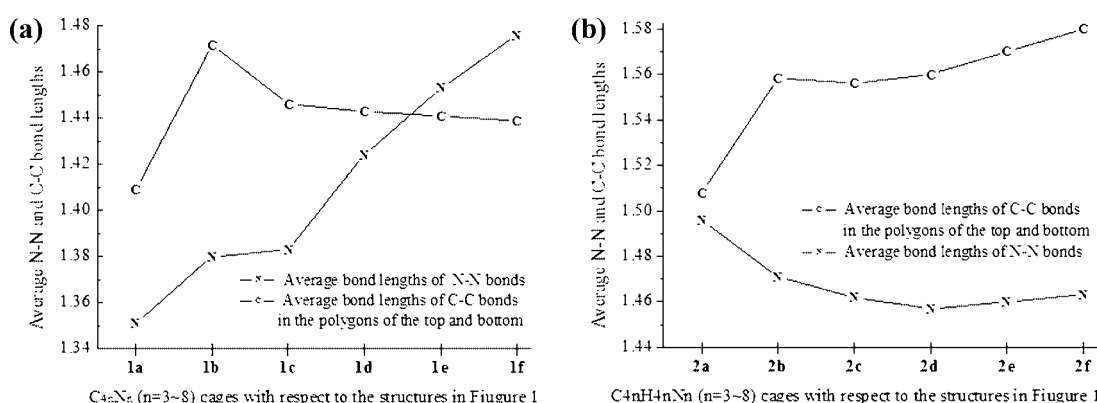 (a)
1.48
1.46
1.44
1.42
1.40
1.38
1.36
1.34
Average N-N and C-C bond lengths
C
C
C
C
C
C
N
N
N
N
N
N
N Average bond lengths of N-N bonds
C Average bond lengths of C-C bonds
in the polygons of the top and bottom
1a 1b 1c 1d 1e 1f
C4nNn (n=3~8) cages with respect to the structures in Fiugure 1
(b)
1.58
1.56
1.54
1.52
1.50
1.48
1.46
1.44
Average N-N and C-C bond lengths
C
C
C
C
C
C
N
N
N
N
N
N
C Average bond lengths of C-C bonds
in the polygons of the top and bottom
N Average bond lengths of N-N bonds
2a 2b 2c 2d 2e 2f
C4nH4nNn (n=3~8) cages with respect to the structures in Fiugure 1